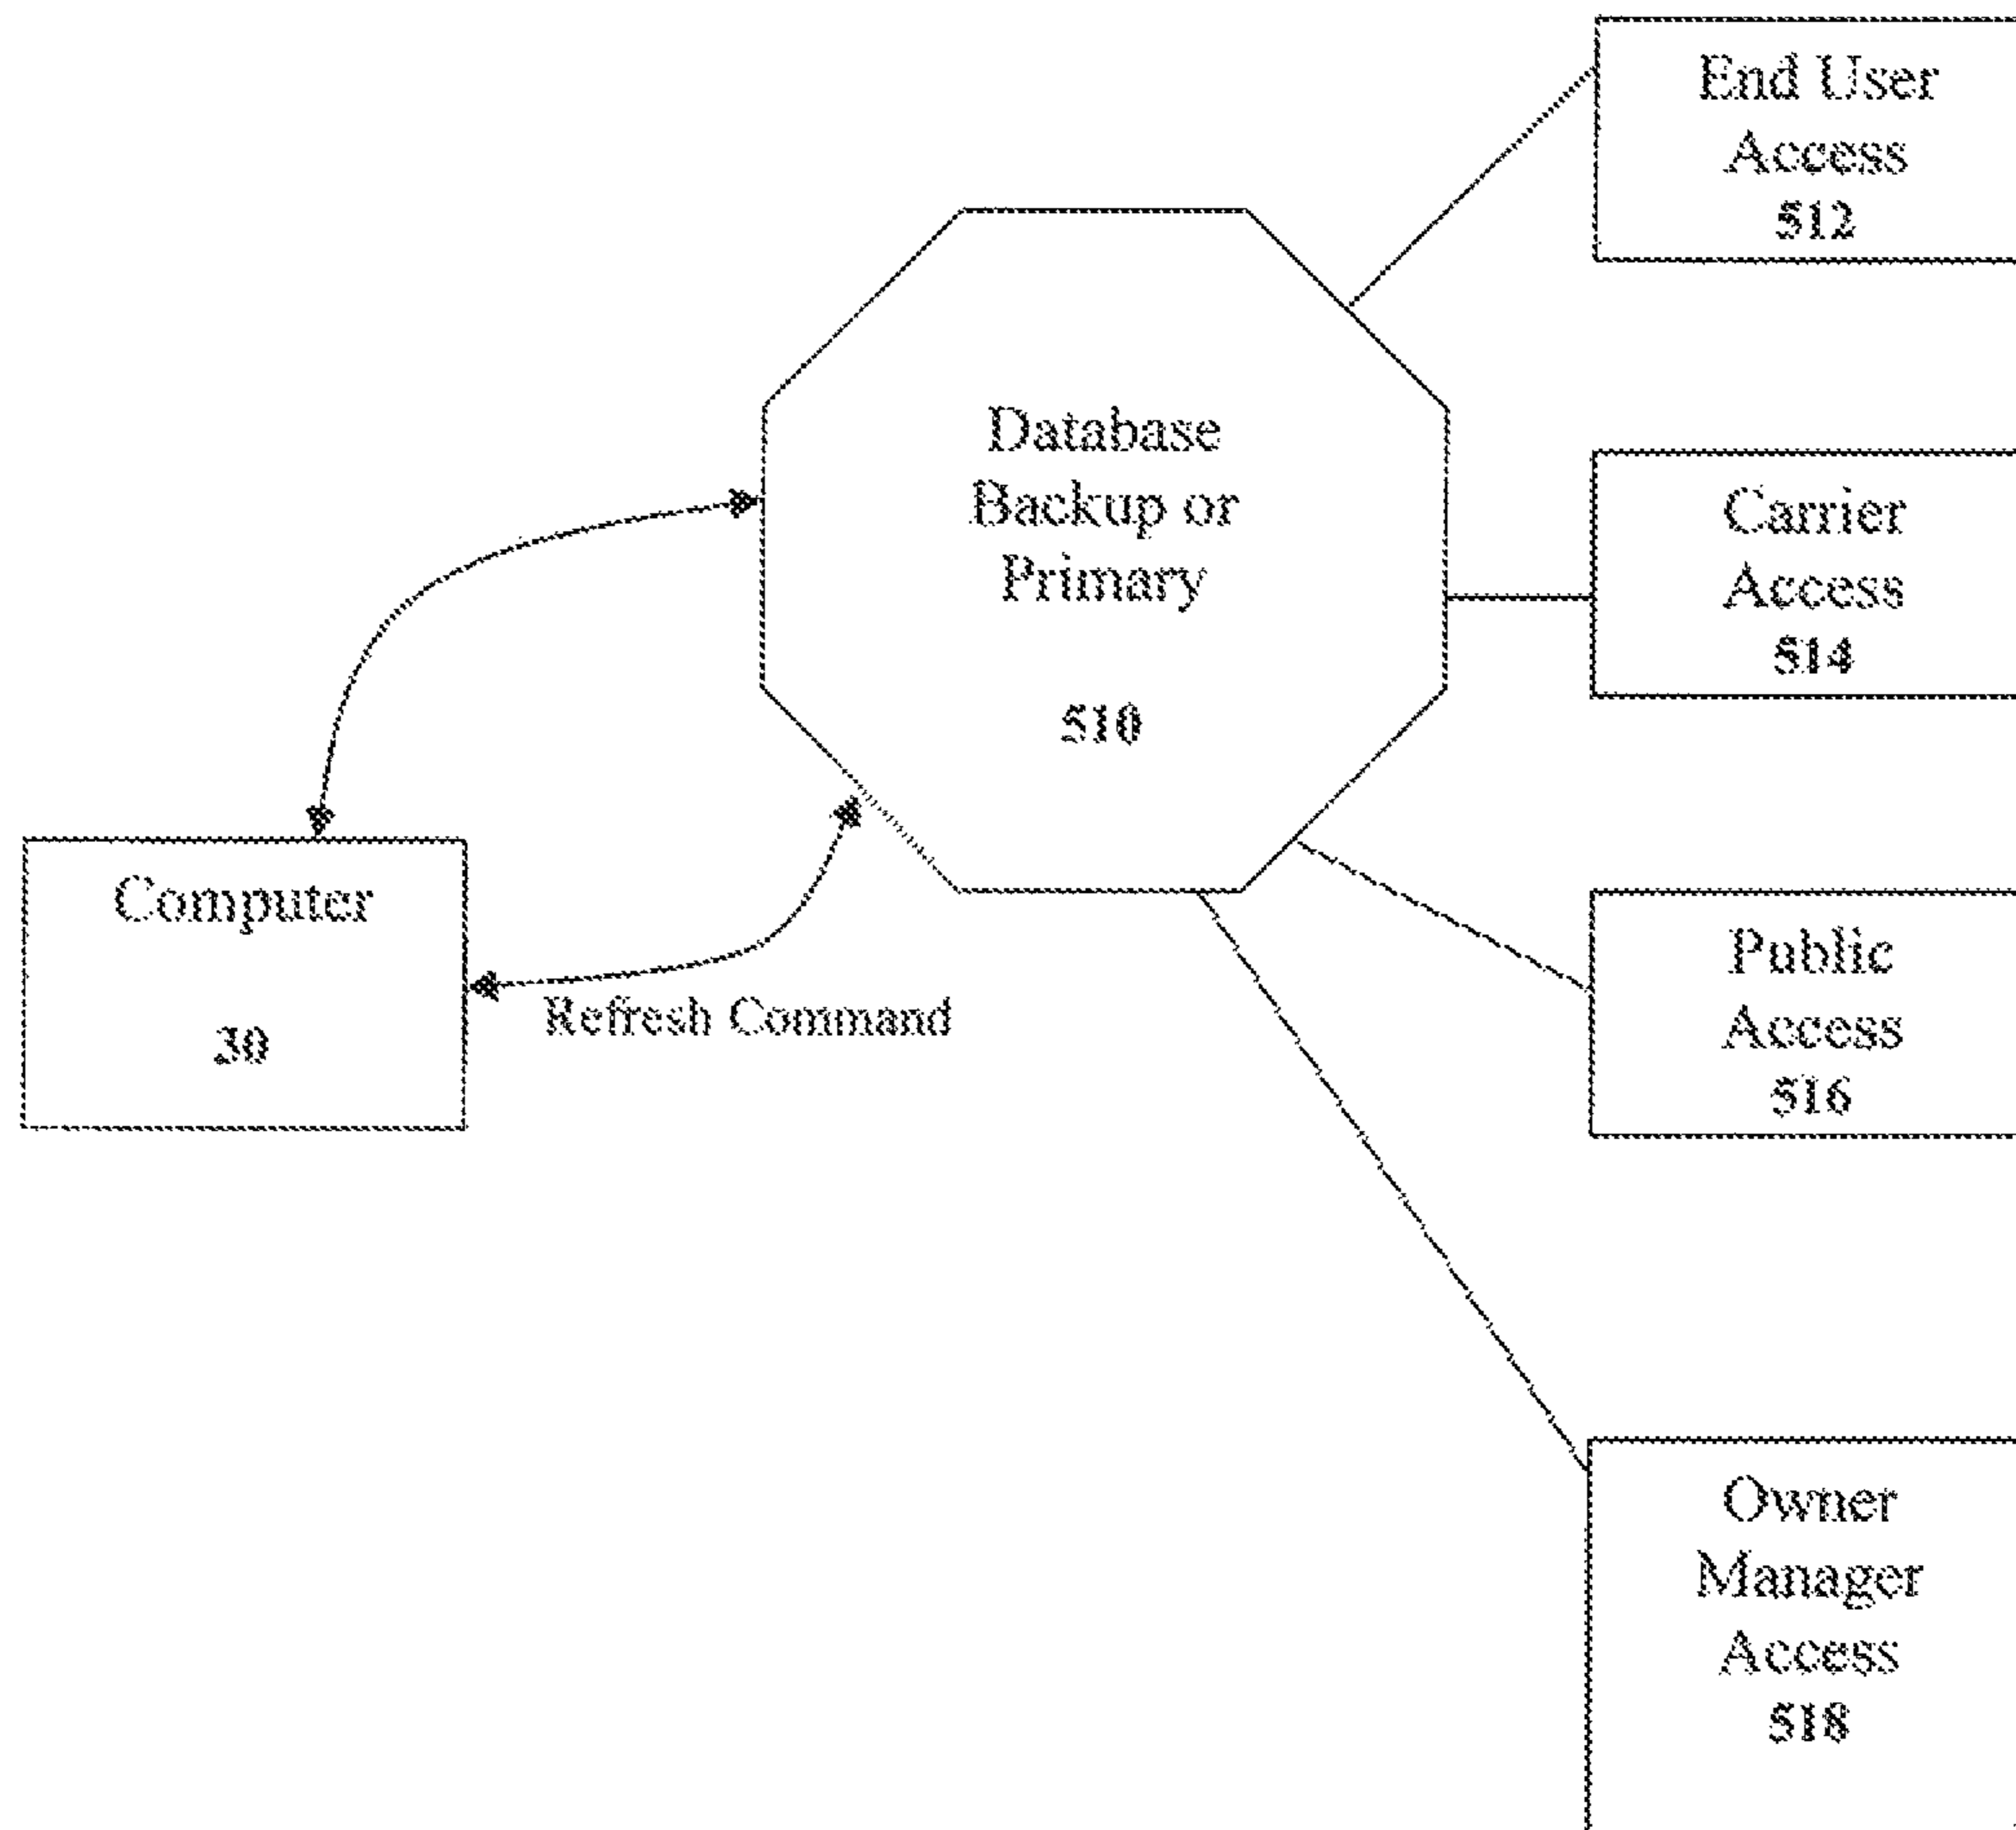 End User
Access
512
Database
Backup or
Primary
510
Carrier
Access
514
Computer
30
Refresh Command
Public
Access
516
Owner
Manager
Access
518